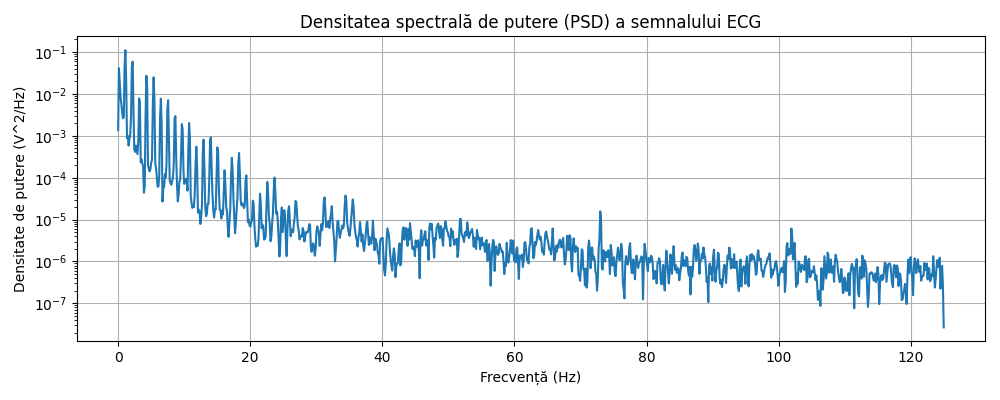 Densitatea spectrală de putere (PSD) a semnalului ECG
Densitate de putere (V^2/Hz)
10⁻¹
10⁻²
10⁻³
10⁻⁴
10⁻⁵
10⁻⁶
10⁻⁷
0 20 40 60 80 100 120
Frecvență (Hz)